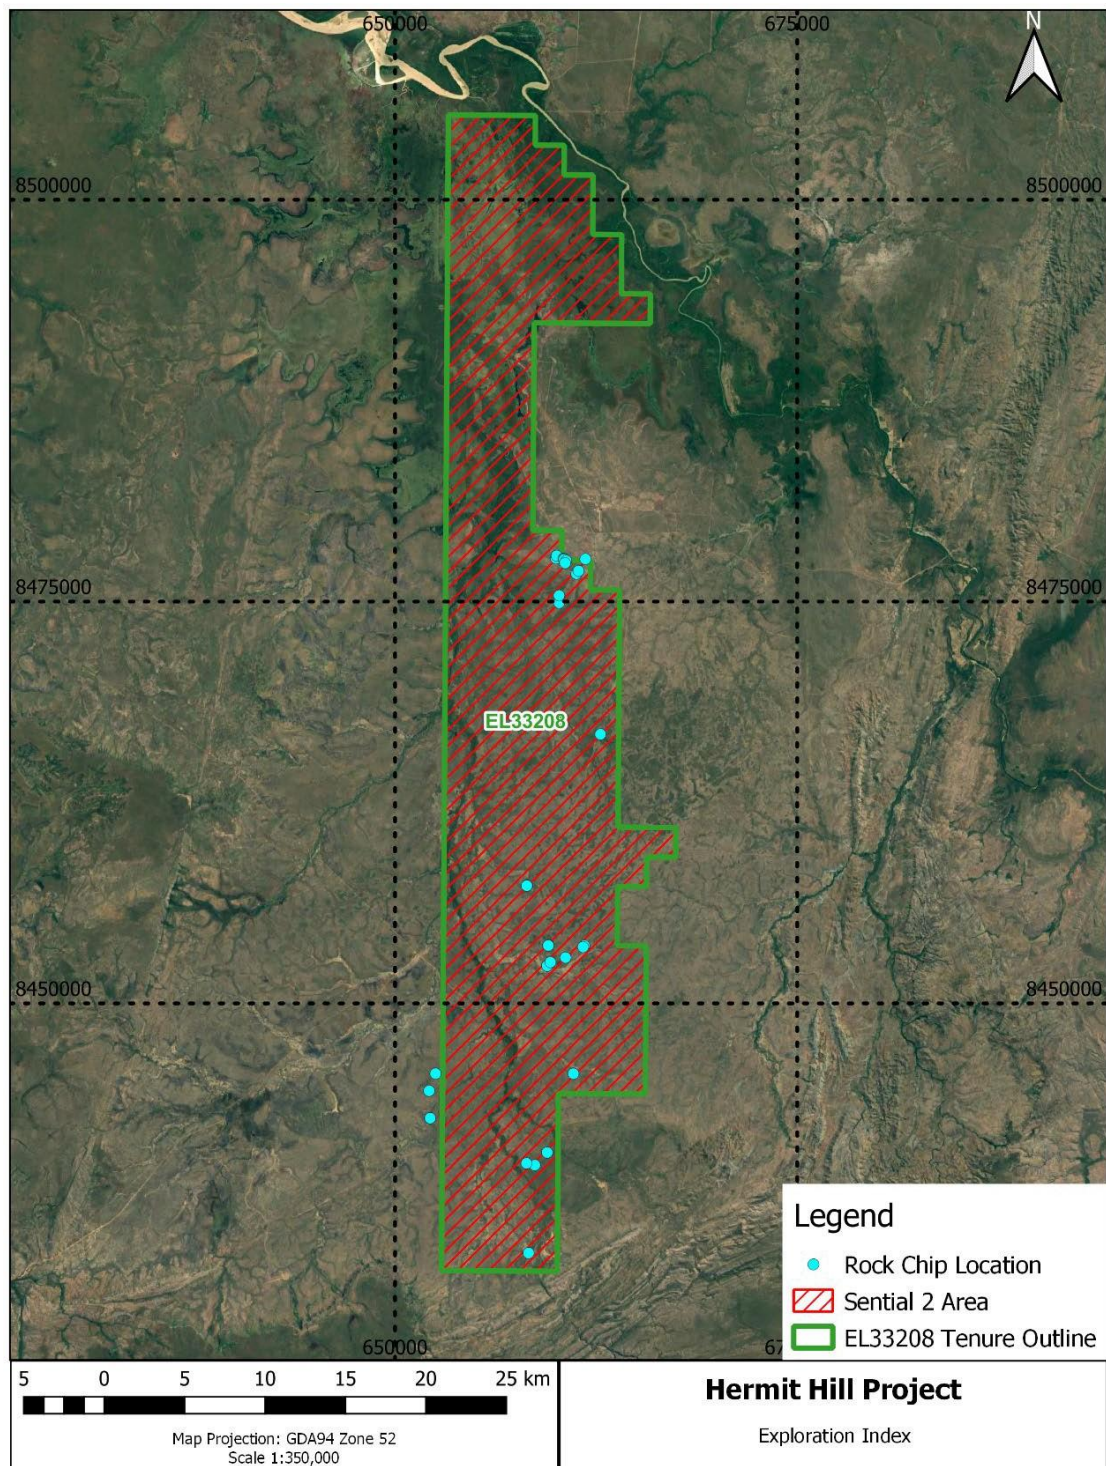 650000
675000
N
8500000
8500000
8475000
8475000
EL33208
8450000
8450000
650000
67
Legend
Rock Chip Location
Sential 2 Area
EL33208 Tenure Outline
5 0 5 10 15 20 25 km
Map Projection: GDA94 Zone 52
Scale 1:350,000
Hermit Hill Project
Exploration Index